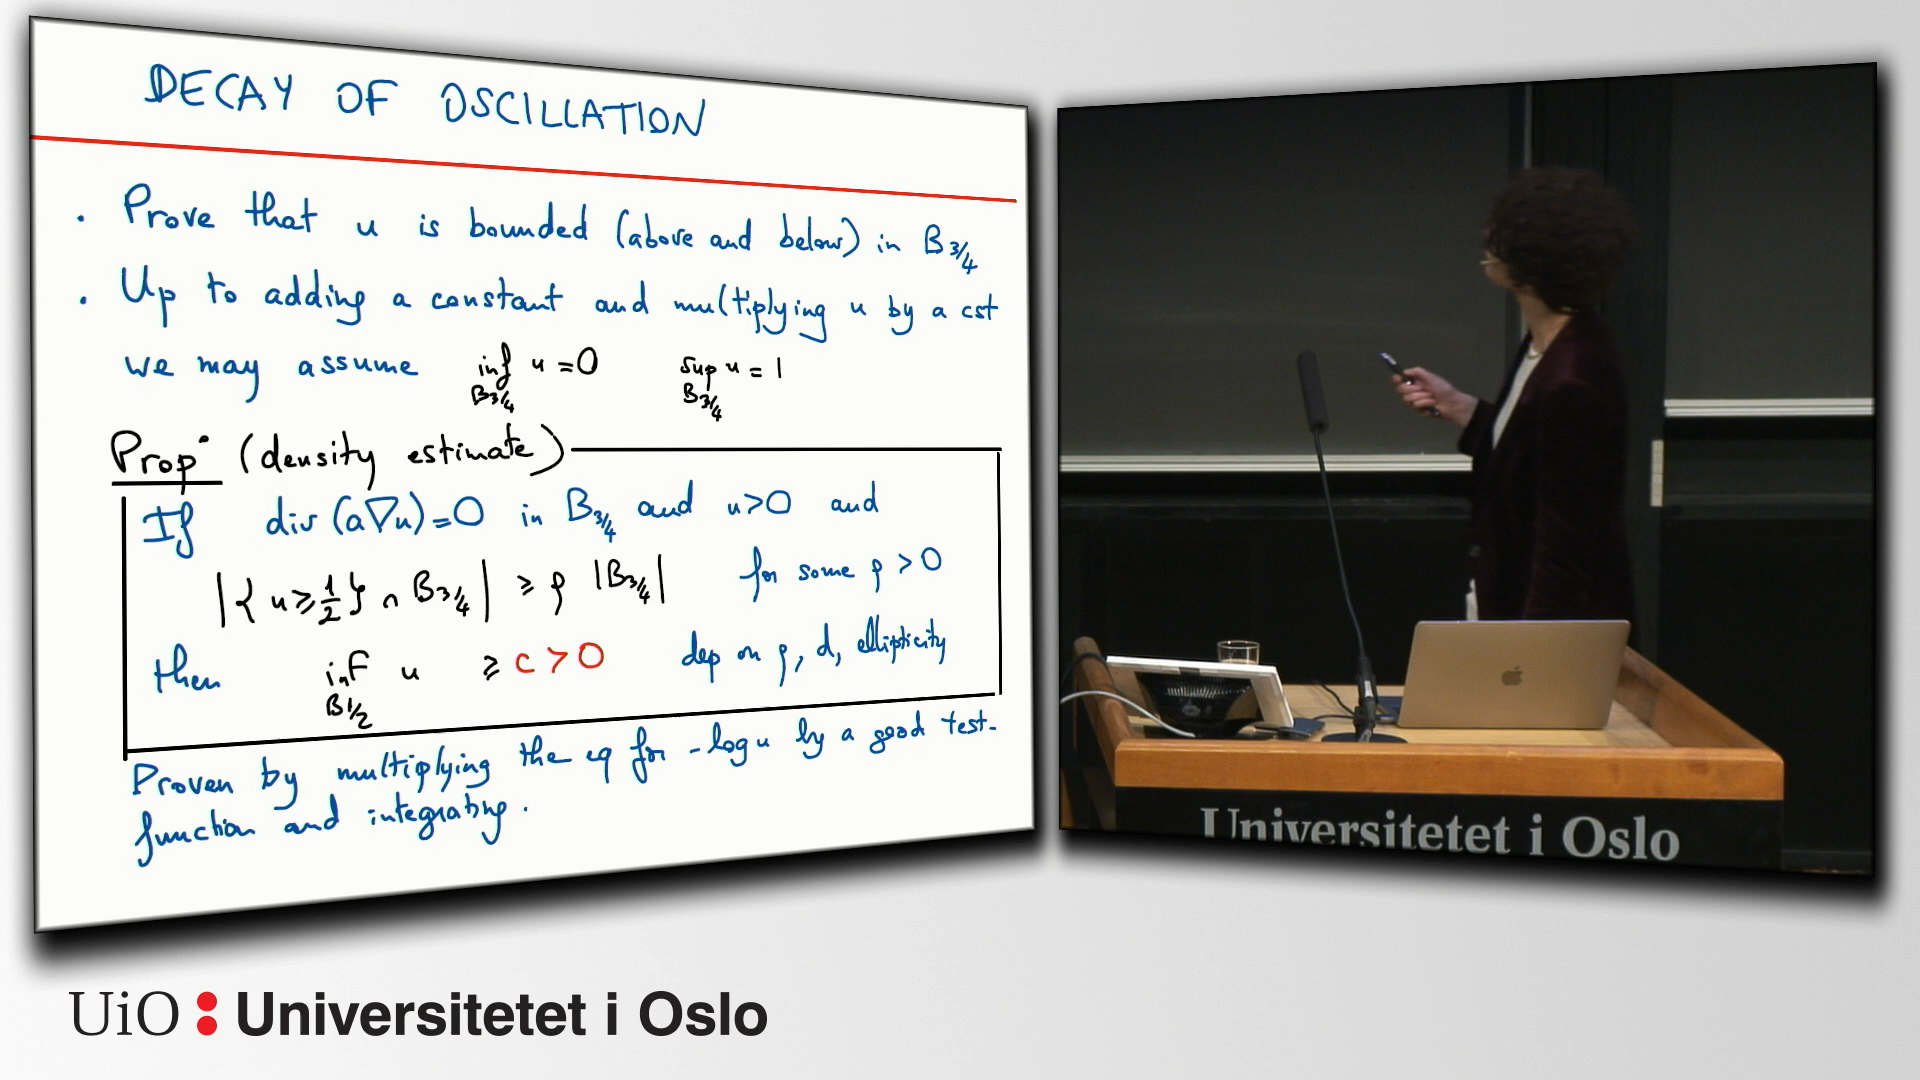 DECAY OF OSCILLATION
. Prove that u is bounded (above and below) in B3/4
. Up to adding a constant and multiplying u by a cst
we may assume inf u = 0 sup u = 1
B3/4 B3/4
Prop° (density estimate)
If div (a∇u) = 0 in B3/4 and u>0 and
|{u ≥ 1/2} ∩ B3/4| ≥ ρ |B3/4| for some ρ > 0
then inf u ≥ c > 0 dep on ρ, d, ellipticity
B1/2
Proven by multiplying the eq for -log u by a good test-
function and integrating.
Universitetet i Oslo
UiO : Universitetet i Oslo